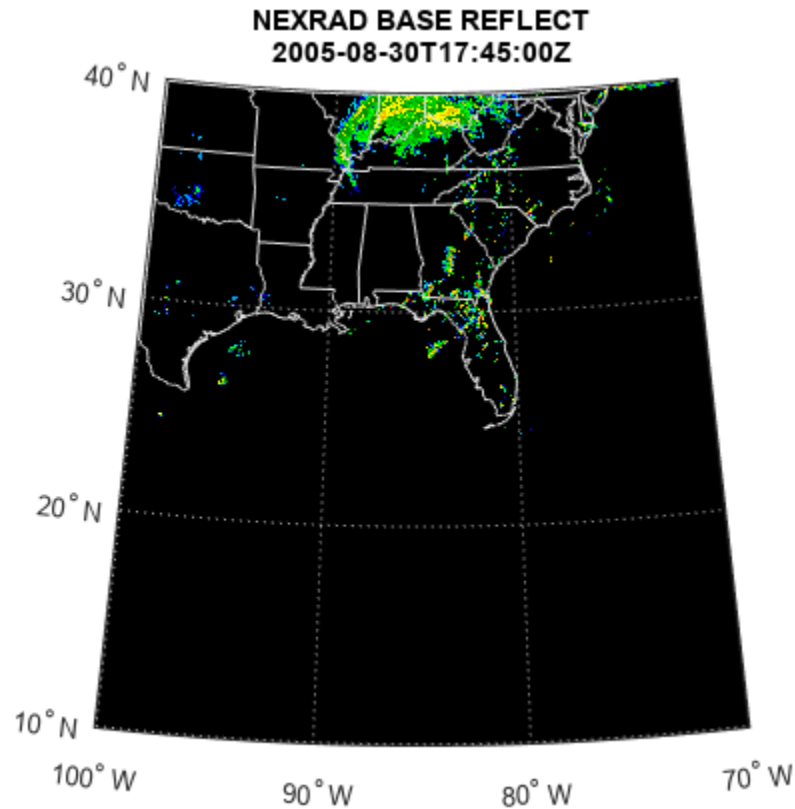 NEXRAD BASE REFLECT
2005-08-30T17:45:00Z
40° N
30° N
20° N
10° N
100° W
90° W
80° W
70° W